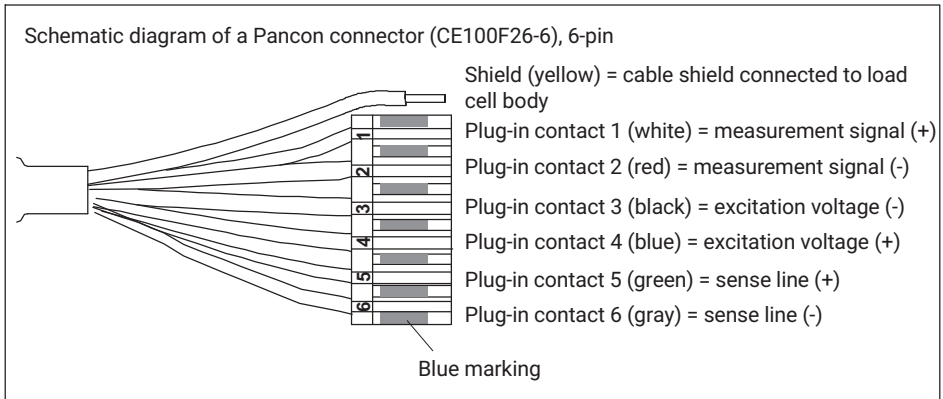 Schematic diagram of a Pancon connector (CE100F26-6), 6-pin
Shield (yellow) = cable shield connected to load
cell body
1
Plug-in contact 1 (white) = measurement signal (+)
2
Plug-in contact 2 (red) = measurement signal (-)
3
Plug-in contact 3 (black) = excitation voltage (-)
4
Plug-in contact 4 (blue) = excitation voltage (+)
5
Plug-in contact 5 (green) = sense line (+)
6
Plug-in contact 6 (gray) = sense line (-)
Blue marking